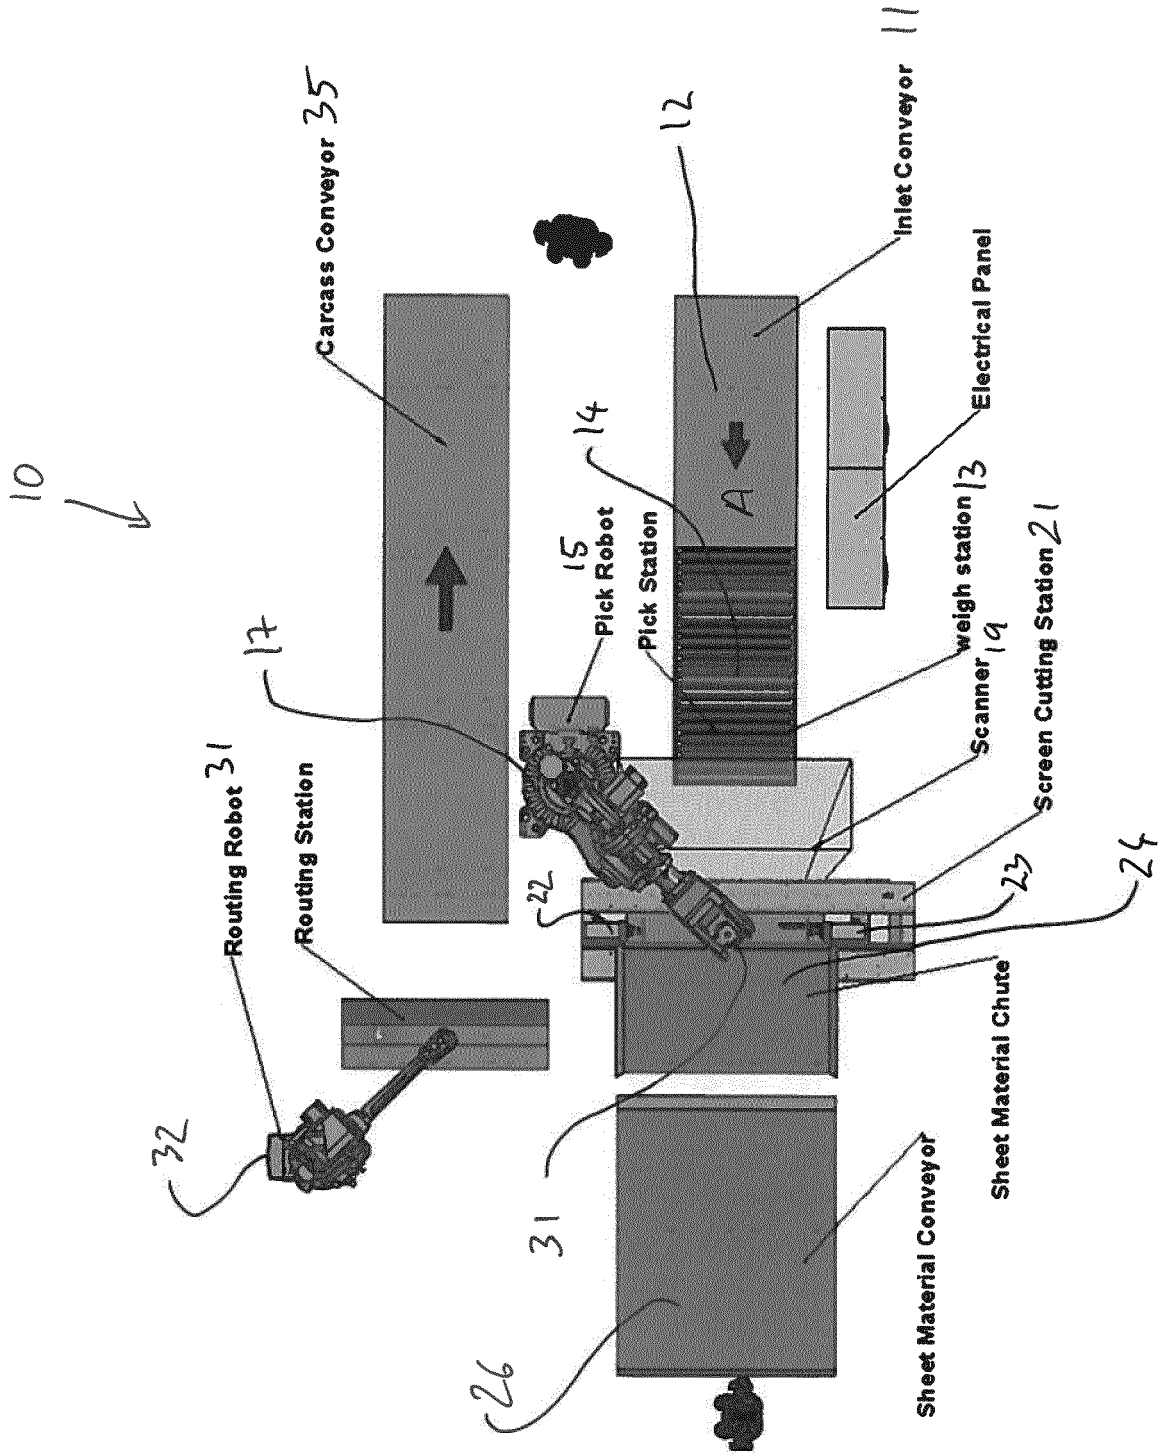 10
Carcass Conveyor 35
17
Routing Robot 31
Routing Station
32
15
Pick Robot
Pick Station
14
12
11
Inlet Conveyor
A
Electrical Panel
weigh station 13
Scanner 19
Screen Cutting Station 21
22
23
24
31
Sheet Material Chute
26
Sheet Material Conveyor